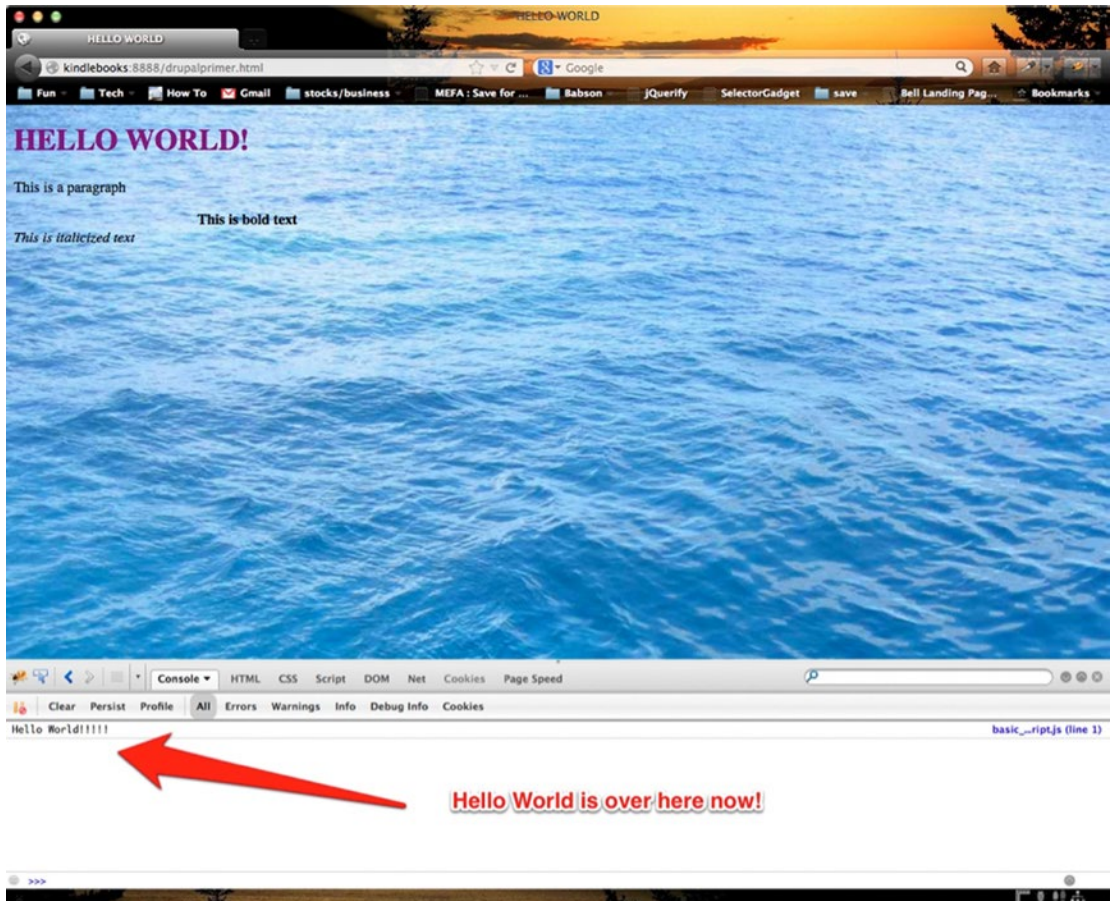 HELLO WORLD
HELLO WORLD
kindlebooks:8888/drupalprimer.html
Google
Fun Tech How To Gmail stocks/business MEFA : Save for ... Babson jQuerify SelectorGadget save Bell Landing Pag... Bookmarks
HELLO WORLD!
This is a paragraph
This is bold text
This is italicized text
Console HTML CSS Script DOM Net Cookies Page Speed
Clear Persist Profile All Errors Warnings Info Debug Info Cookies
Hello World!!!!! basic_...ript.js (line 1)
Hello World is over here now!
>>>